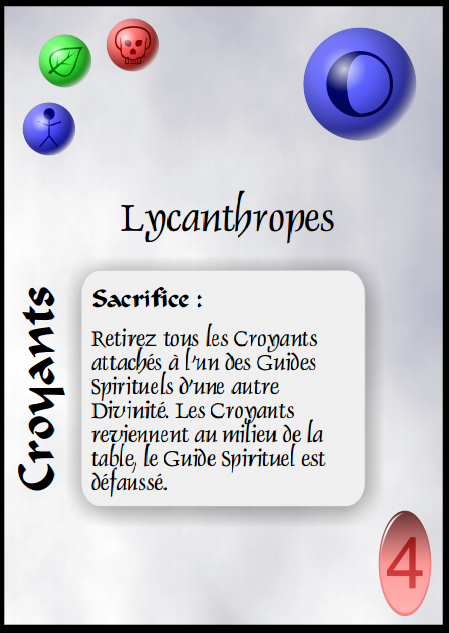 Lycanthropes
Croyants
Sacrifice :
Retirez tous les Croyants
attachés à l'un des Guides
Spirituels d'une autre
Divinité. Les Croyants
reviennent au milieu de la
table, le Guide Spirituel est
défaussé.
4